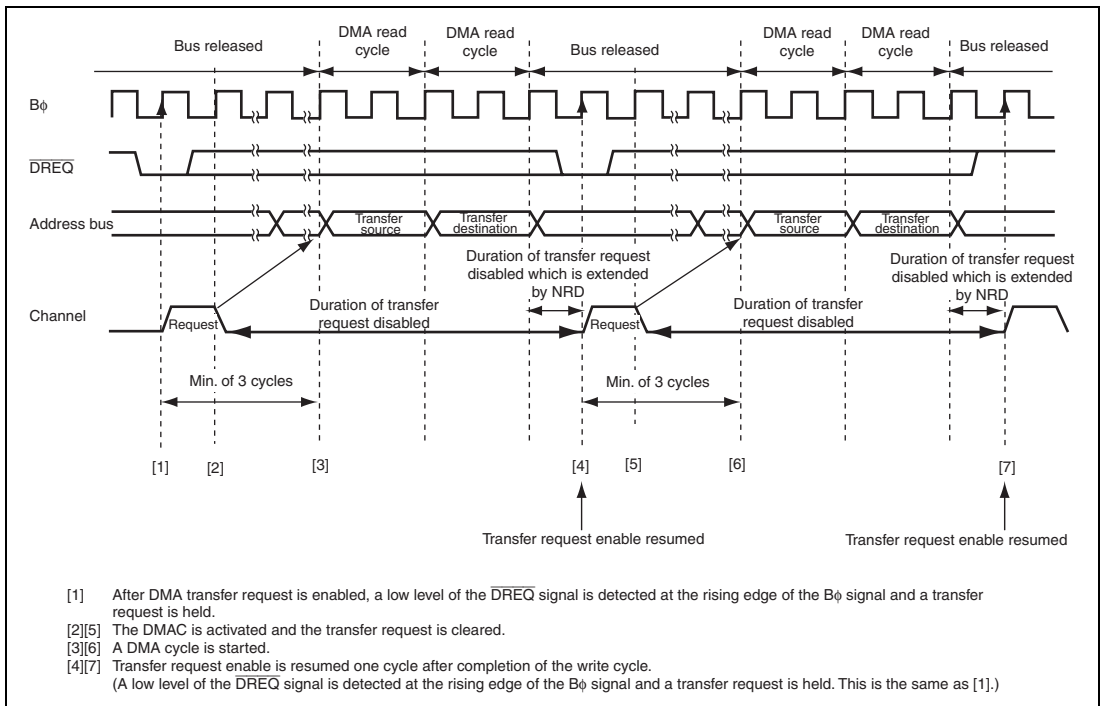 Bus released
DMA read
cycle
DMA read
cycle
Bus released
DMA read
cycle
DMA read
cycle
Bus released
Bφ
DREQ
Address bus
Transfer
source
Transfer
destination
Transfer
source
Transfer
destination
Duration of transfer request
disabled which is extended
by NRD
Duration of transfer request
disabled which is extended
by NRD
Channel
Request
Duration of transfer
request disabled
Request
Duration of transfer
request disabled
Min. of 3 cycles
Min. of 3 cycles
[1]
[2]
[3]
[4]
[5]
[6]
[7]
Transfer request enable resumed
Transfer request enable resumed
[1] After DMA transfer request is enabled, a low level of the DREQ signal is detected at the rising edge of the Bφ signal and a transfer
request is held.
[2][5] The DMAC is activated and the transfer request is cleared.
[3][6] A DMA cycle is started.
[4][7] Transfer request enable is resumed one cycle after completion of the write cycle.
(A low level of the DREQ signal is detected at the rising edge of the Bφ signal and a transfer request is held. This is the same as [1].)